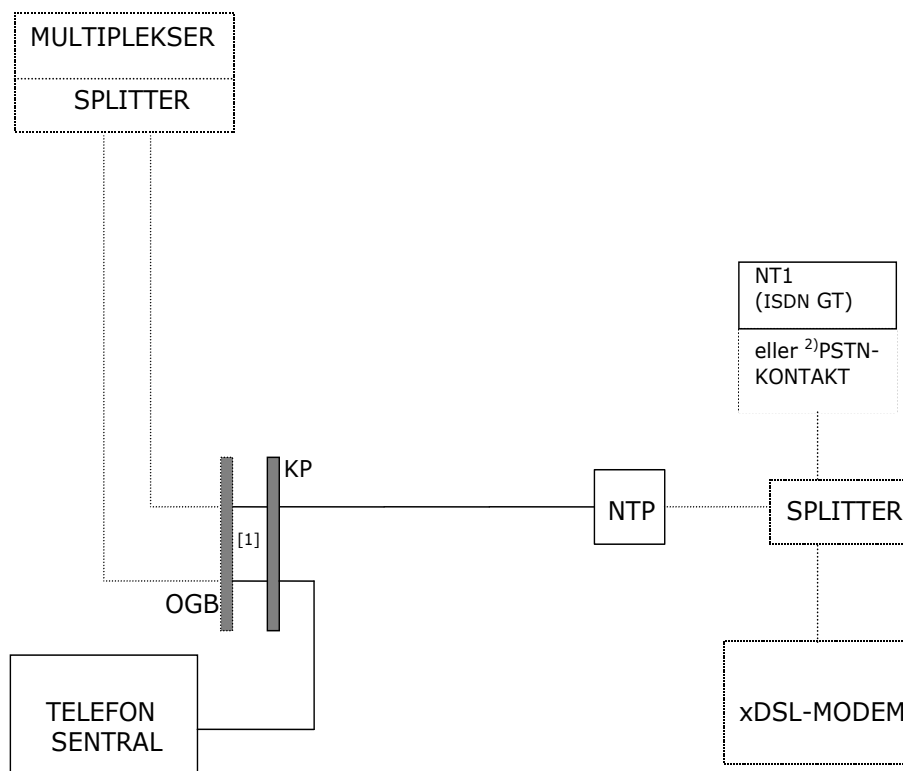 MULTIPLEKSER
SPLITTER
NT1
(ISDN GT)
eller 2)PSTN-
KONTAKT
KP
[1]
NTP
SPLITTER
OGB
TELEFON
SENTRAL
xDSL-MODEM